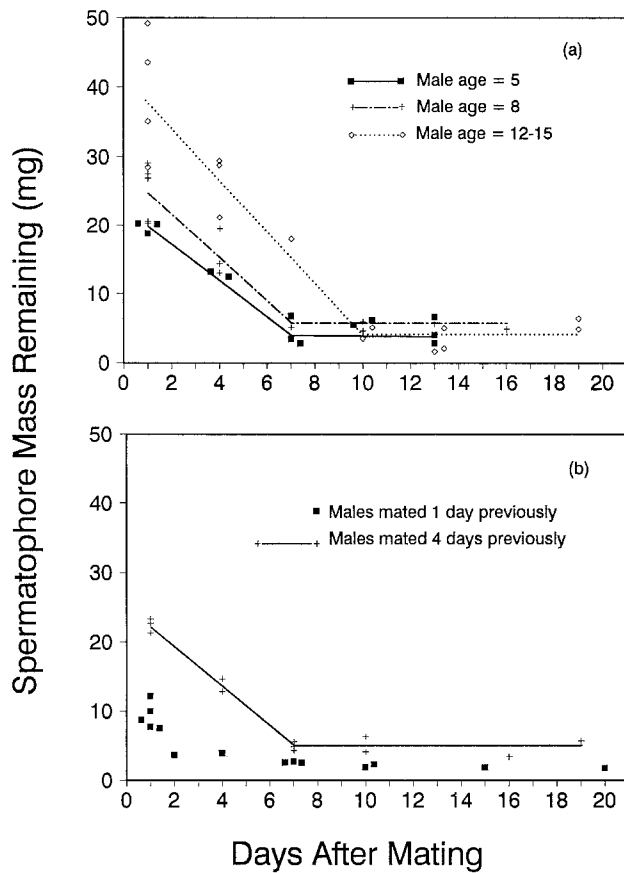 Spermatophore Mass Remaining (mg)
50
40
30
20
10
0
(a)
Male age = 5
Male age = 8
Male age = 12-15
0 2 4 6 8 10 12 14 16 18 20
50
40
30
20
10
0
(b)
Males mated 1 day previously
Males mated 4 days previously
0 2 4 6 8 10 12 14 16 18 20
Days After Mating